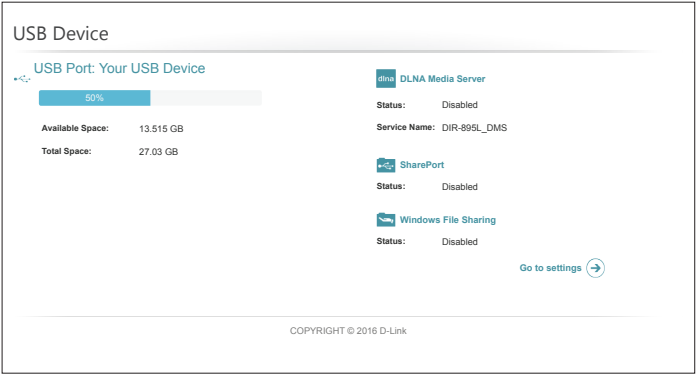 USB Device
USB Port: Your USB Device
50%
Available Space: 13.515 GB
Total Space: 27.03 GB
dlna DLNA Media Server
Status: Disabled
Service Name: DIR-895L_DMS
SharePort
Status: Disabled
Windows File Sharing
Status: Disabled
Go to settings
COPYRIGHT © 2016 D-Link